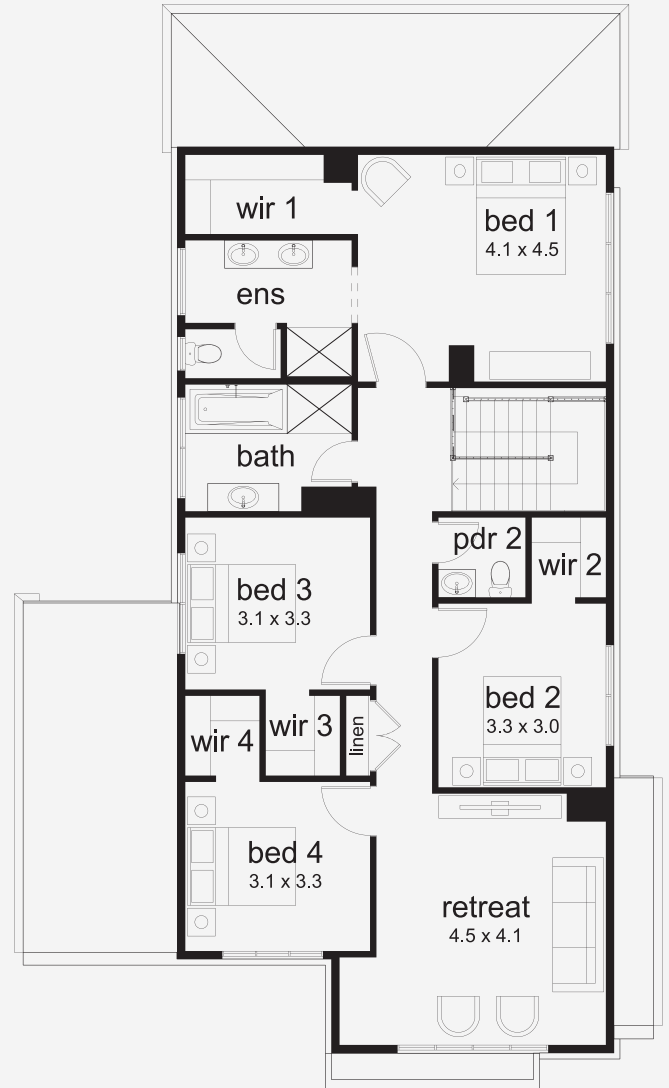 wir 1
bed 1
4.1 x 4.5
ens
bath
pdr 2
wir 2
bed 3
3.1 x 3.3
bed 2
3.3 x 3.0
wir 4
wir 3
linen
bed 4
3.1 x 3.3
retreat
4.5 x 4.1